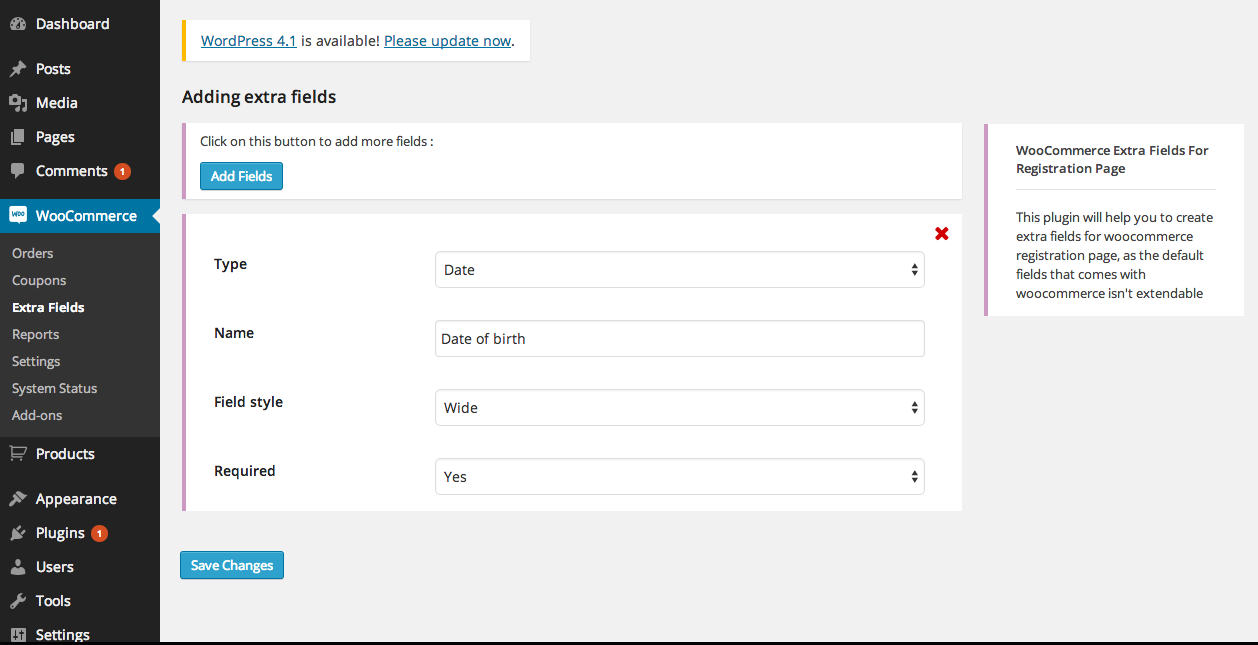 Dashboard
Posts
Media
Pages
Comments 1
Woo WooCommerce
Orders
Coupons
Extra Fields
Reports
Settings
System Status
Add-ons
Products
Appearance
Plugins 1
Users
Tools
Settings
WordPress 4.1 is available! Please update now.
Adding extra fields
Click on this button to add more fields :
Add Fields
Type
Date
Name
Date of birth
Field style
Wide
Required
Yes
Save Changes
WooCommerce Extra Fields For
Registration Page
This plugin will help you to create
extra fields for woocommerce
registration page, as the default
fields that comes with
woocommerce isn't extendable